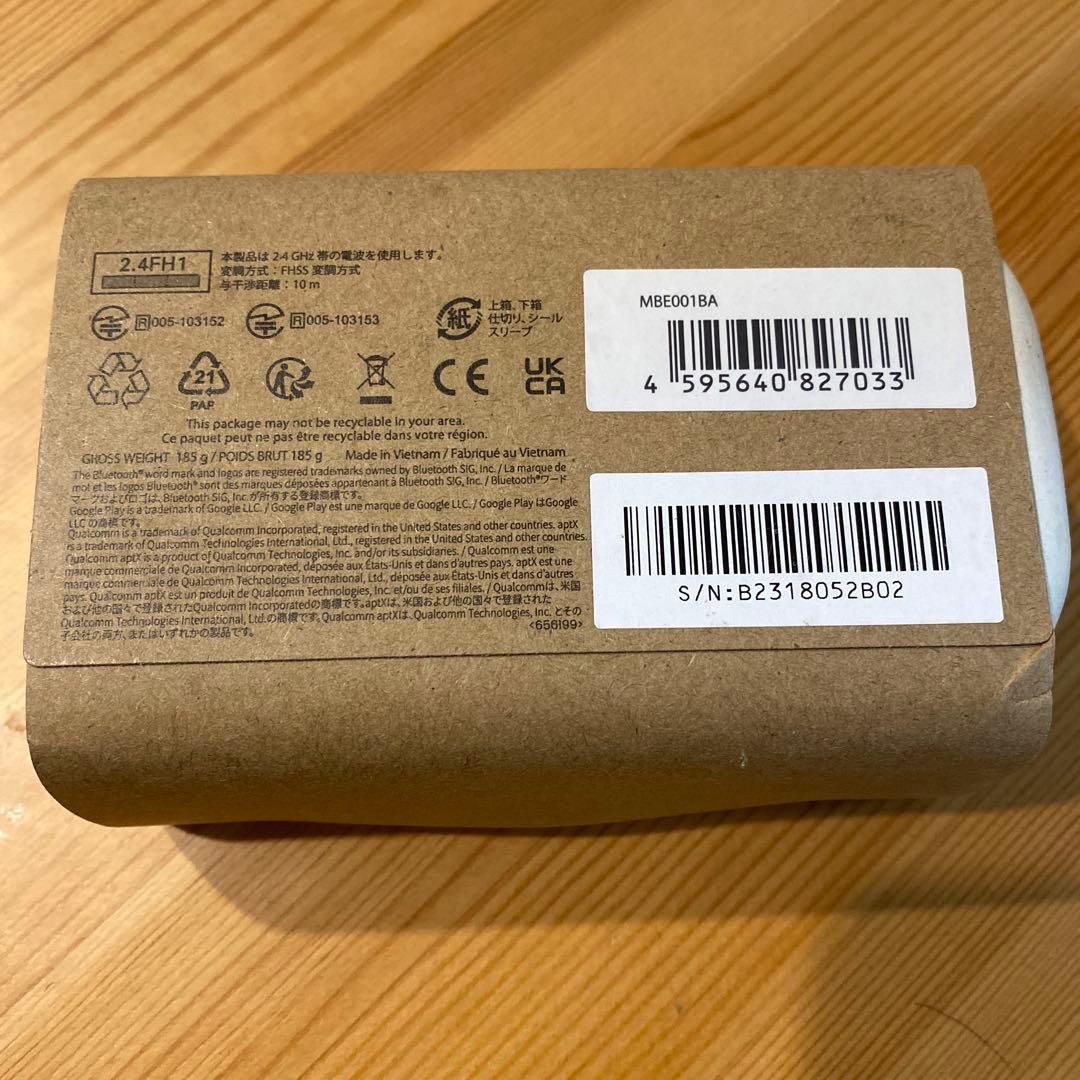 2.4FH1
本製品は 2.4 GHz 帯の電波を使用します。
変調方式：FHSS 変調方式
与干渉距離：10 m
R 005-103152
R 005-103153
紙
上箱、下箱
仕切り、シール
スリーブ
21
PAP
CE
UK
CA
This package may not be recyclable in your area.
Ce paquet peut ne pas être recyclable dans votre région.
GROSS WEIGHT 185 g / POIDS BRUT 185 g Made in Vietnam / Fabriqué au Vietnam
The Bluetooth® word mark and logos are registered trademarks owned by Bluetooth SIG, Inc. / La marque de
mot et les logos Bluetooth® sont des marques déposées appartenant à Bluetooth SIG, Inc. / Bluetooth®ワード
マークおよびロゴは、Bluetooth SIG, Inc.が所有する登録商標です。
Google Play is a trademark of Google LLC. / Google Play est une marque de Google LLC. / Google Play はGoogle
LLC の商標です。
Qualcomm is a trademark of Qualcomm Incorporated, registered in the United States and other countries. aptX
is a trademark of Qualcomm Technologies International, Ltd., registered in the United States and other countries.
Qualcomm aptX is a product of Qualcomm Technologies, Inc. and/or its subsidiaries. / Qualcomm est une
marque commerciale de Qualcomm Incorporated, déposée aux États-Unis et dans d'autres pays. aptX est une
marque commerciale de Qualcomm Technologies International, Ltd., déposée aux États-Unis et dans d'autres
pays. Qualcomm aptX est un produit de Qualcomm Technologies, Inc. et/ou de ses filiales. / Qualcommは、米国
および他の国々で登録されたQualcomm Incorporatedの商標です。aptXは、米国および他の国々で登録された
Qualcomm Technologies International, Ltd.の商標です。Qualcomm aptXは、Qualcomm Technologies, Inc. とその
子会社の両方、またはいずれかの製品です。
<656199>
MBE001BA
4 595640 827033
S/N:B2318052B02